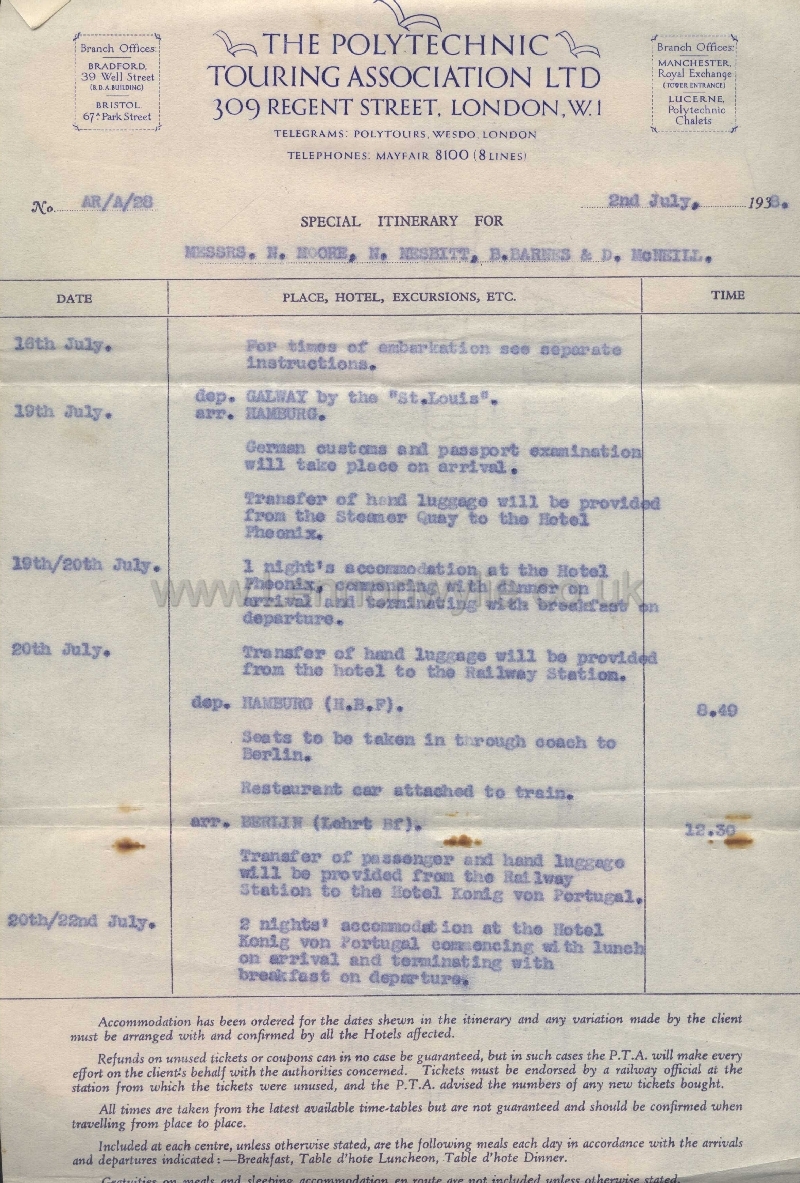 Branch Offices:
BRADFORD,
39 Well Street
(B.D.A. BUILDING)
BRISTOL,
67A Park Street
THE POLYTECHNIC
TOURING ASSOCIATION LTD
309 REGENT STREET, LONDON, W.1
TELEGRAMS: POLYTOURS, WESDO, LONDON
TELEPHONES: MAYFAIR 8100 (8 LINES)
Branch Offices:
MANCHESTER,
Royal Exchange
(TOWER ENTRANCE)
LUCERNE,
Polytechnic
Chalets
No. AR/A/28
2nd July, 1938.
SPECIAL ITINERARY FOR
MESSRS. H. MOORE, N. NESBITT, B.BARNES & D. McNEILL.
DATE PLACE, HOTEL, EXCURSIONS, ETC. TIME
16th July. For times of embarkation see separate
instructions.
dep. GALWAY by the "St.Louis".
19th July. arr. HAMBURG.
German customs and passport examination
will take place on arrival.
Transfer of hand luggage will be provided
from the Steamer Quay to the Hotel
Pheonix.
19th/20th July. 1 night's accommodation at the Hotel
Pheonix, commencing with dinner on
arrival and terminating with breakfast on
departure.
20th July. Transfer of hand luggage will be provided
from the hotel to the Railway Station.
dep. HAMBURG (H.B.F). 8.49
Seats to be taken in through coach to
Berlin.
Restaurant car attached to train.
arr. BERLIN (Lehrt Bf). 12.30
Transfer of passenger and hand luggage
will be provided from the Railway
Station to the Hotel Konig von Portugal.
20th/22nd July. 2 nights' accommodation at the Hotel
Konig von Portugal commencing with lunch
on arrival and terminating with
breakfast on departure.
Accommodation has been ordered for the dates shewn in the itinerary and any variation made by the client
must be arranged with and confirmed by all the Hotels affected.
Refunds on unused tickets or coupons can in no case be guaranteed, but in such cases the P.T.A. will make every
effort on the client's behalf with the authorities concerned. Tickets must be endorsed by a railway official at the
station from which the tickets were unused, and the P.T.A. advised the numbers of any new tickets bought.
All times are taken from the latest available time-tables but are not guaranteed and should be confirmed when
travelling from place to place.
Included at each centre, unless otherwise stated, are the following meals each day in accordance with the arrivals
and departures indicated:—Breakfast, Table d'hote Luncheon, Table d'hote Dinner.
Gratuities on meals and sleeping accommodation en route are not included unless otherwise stated.